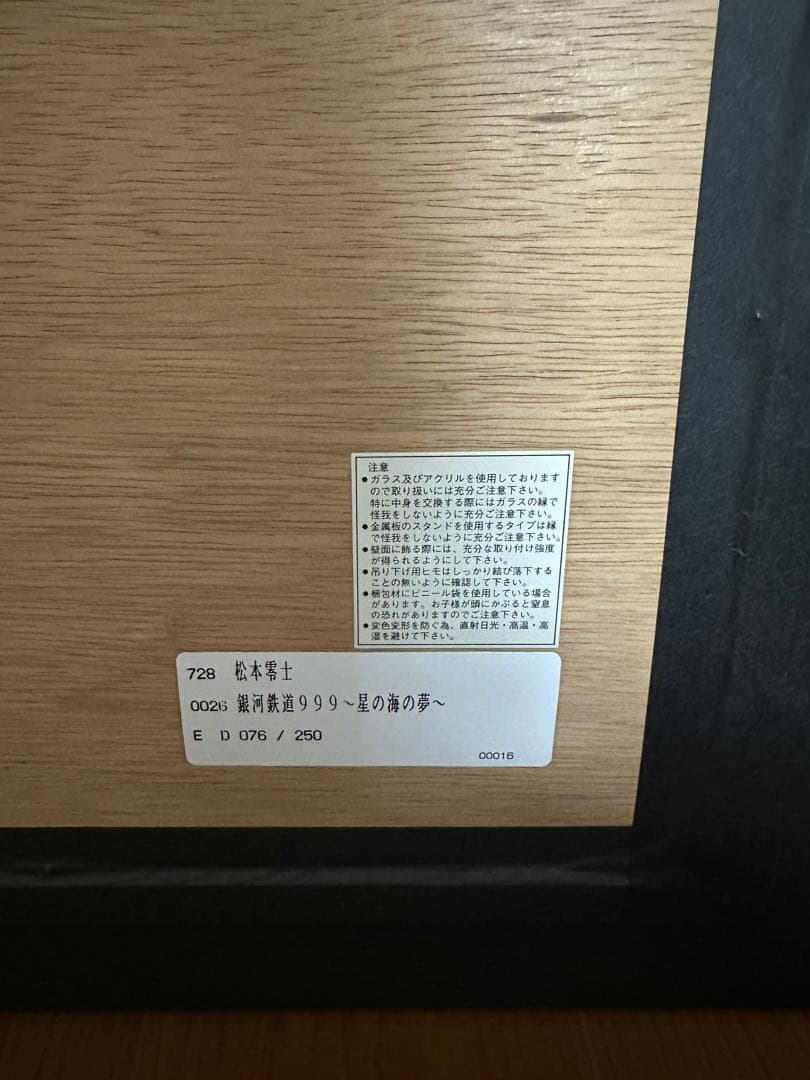 注意
●ガラス及びアクリルを使用しております
ので取り扱いには充分ご注意下さい。
特に中身を交換する際にはガラスの縁で
怪我をしないように充分ご注意下さい。
●金属板のスタンドを使用するタイプは縁
で怪我をしないように充分ご注意下さい。
●壁面に飾る際には、充分な取り付け強度
が得られるようにして下さい。
●吊り下げ用ヒモはしっかり結び落下する
ことの無いように確認して下さい。
●梱包材にビニール袋を使用している場合
があります。お子様が頭にかぶると窒息
の恐れがありますのでご注意下さい。
●変色変形を防ぐ為、直射日光・高温・高
湿を避けて下さい。
728 松本零士
0026 銀河鉄道999~星の海の夢~
E D 076 / 250
00016